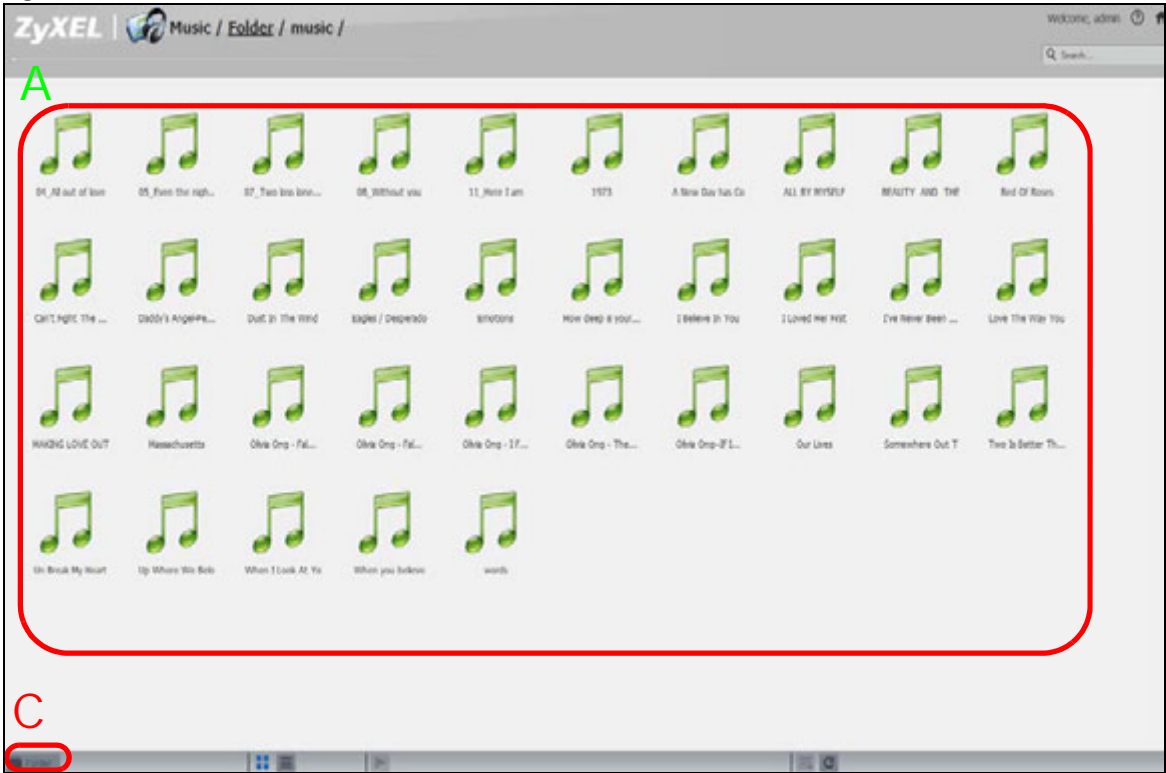 ZyXEL | Music / Folder / music /
Welcome, admin
Search...
A
04_All out of love 05_Even the nigh... 07_Two less lone... 08_Without you 11_Here I am 1973 A New Day has Co ALL BY MYSELF BEAUTY AND THE Bed Of Roses
Can't Fight The ... Daddy's Angel-Pe... Dust In The Wind Eagles / Desperado Emotions How deep is your... I Believe In You I Loved Her First I've Never Been ... Love The Way You
MAKING LOVE OUT Massachusetts Olivia Ong - Fal... Olivia Ong - Fal... Olivia Ong - I F... Olivia Ong - The... Olivia Ong-If I... Our Lives Somewhere Out T Two Is Better Th...
Un Break My Heart Up Where We Belo When I Look At Yo When you believe words
C
Folder